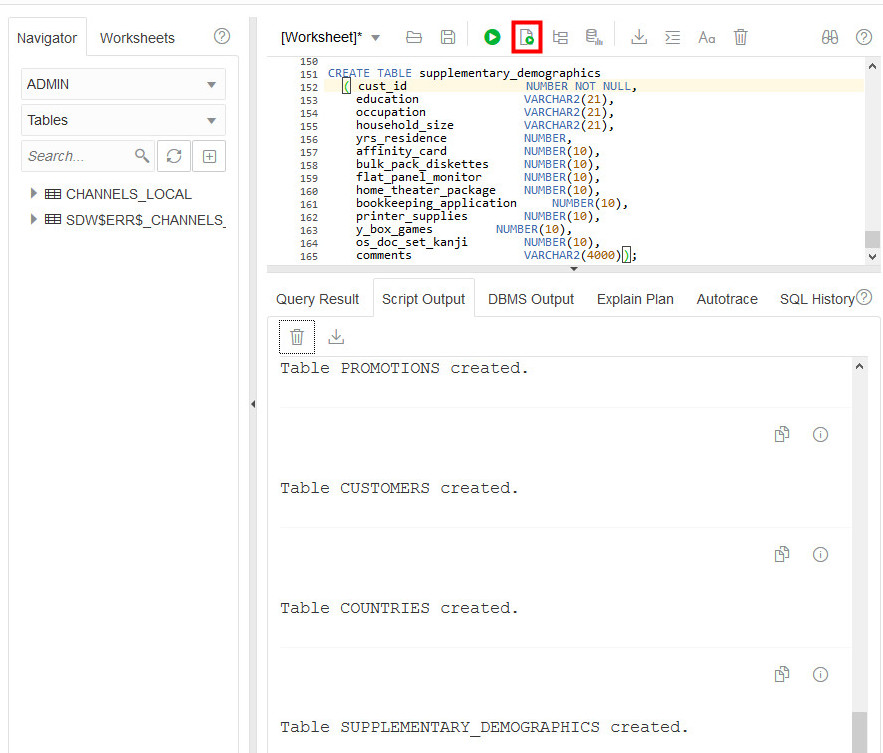 Navigator
Worksheets
ADMIN
Tables
Search...
CHANNELS_LOCAL
SDW$ERR$_CHANNELS_
[Worksheet]*
Aa
150
151 CREATE TABLE supplementary_demographics
152 ( cust_id NUMBER NOT NULL,
153 education VARCHAR2(21),
154 occupation VARCHAR2(21),
155 household_size VARCHAR2(21),
156 yrs_residence NUMBER,
157 affinity_card NUMBER(10),
158 bulk_pack_diskettes NUMBER(10),
159 flat_panel_monitor NUMBER(10),
160 home_theater_package NUMBER(10),
161 bookkeeping_application NUMBER(10),
162 printer_supplies NUMBER(10),
163 y_box_games NUMBER(10),
164 os_doc_set_kanji NUMBER(10),
165 comments VARCHAR2(4000));
Query Result
Script Output
DBMS Output
Explain Plan
Autotrace
SQL History
Table PROMOTIONS created.
Table CUSTOMERS created.
Table COUNTRIES created.
Table SUPPLEMENTARY_DEMOGRAPHICS created.